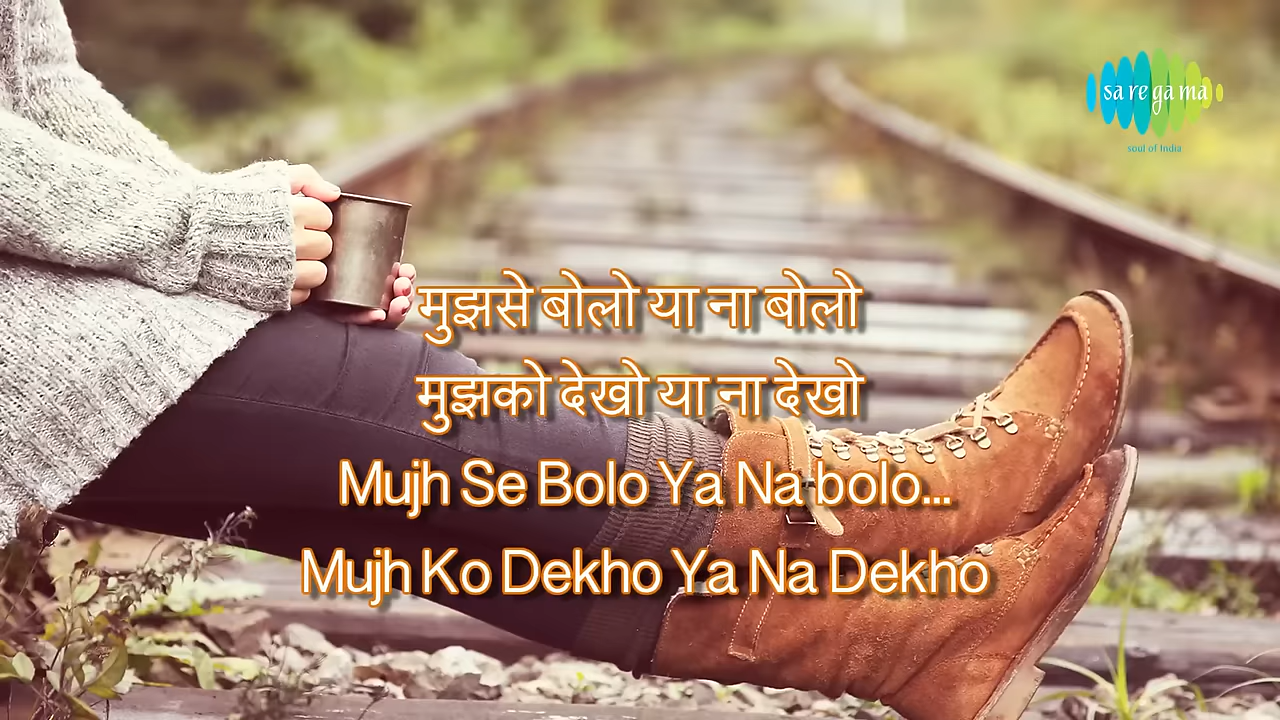 sa re ga ma
soul of India
मुझसे बोलो या ना बोलो
मुझको देखो या ना देखो
Mujh Se Bolo Ya Na bolo...
Mujh Ko Dekho Ya Na Dekho